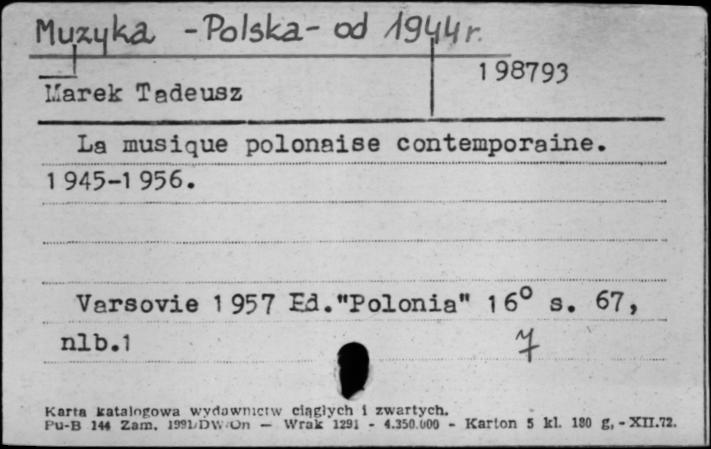 Muzyka - Polska - od 1944 r.
198793
Marek Tadeusz
La musique polonaise contemporaine.
1945-1956.
Varsovie 1957 Ed."Polonia" 16° s. 67,
nlb.1
7
Karta katalogowa wydawnictw ciągłych i zwartych.
Pu-B 144 Zam. 1991/DW/On — Wrak 1291 - 4.350.000 - Karton 5 kl. 180 g, - XII.72.